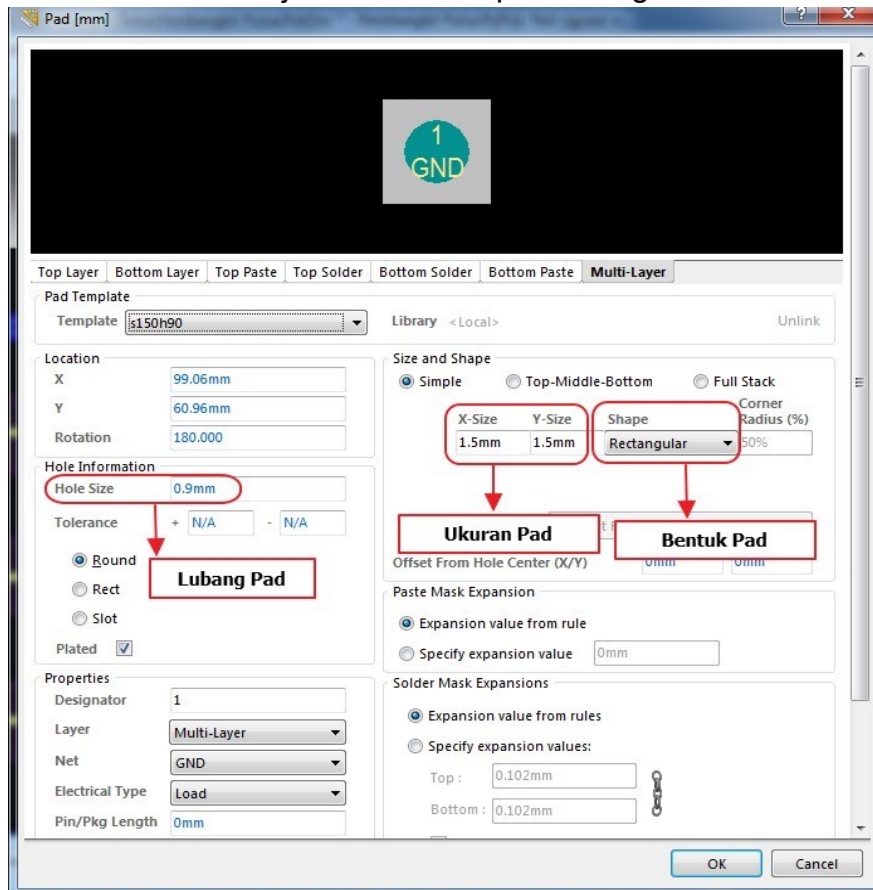 Pad [mm]
1
GND
Top Layer Bottom Layer Top Paste Top Solder Bottom Solder Bottom Paste Multi-Layer
Pad Template
Template s150h90 Library <Local> Unlink
Location
X 99.06mm
Y 60.96mm
Rotation 180.000
Size and Shape
Simple Top-Middle-Bottom Full Stack
X-Size Y-Size Shape Corner Radius (%)
1.5mm 1.5mm Rectangular 50%
Hole Information
Hole Size 0.9mm
Tolerance + N/A - N/A
Round
Rect
Slot
Plated
Lubang Pad
Ukuran Pad
Bentuk Pad
Offset From Hole Center (X/Y) 0mm 0mm
Paste Mask Expansion
Expansion value from rule
Specify expansion value 0mm
Properties
Designator 1
Layer Multi-Layer
Net GND
Electrical Type Load
Pin/Pkg Length 0mm
Solder Mask Expansions
Expansion value from rules
Specify expansion values:
Top : 0.102mm
Bottom : 0.102mm
OK Cancel